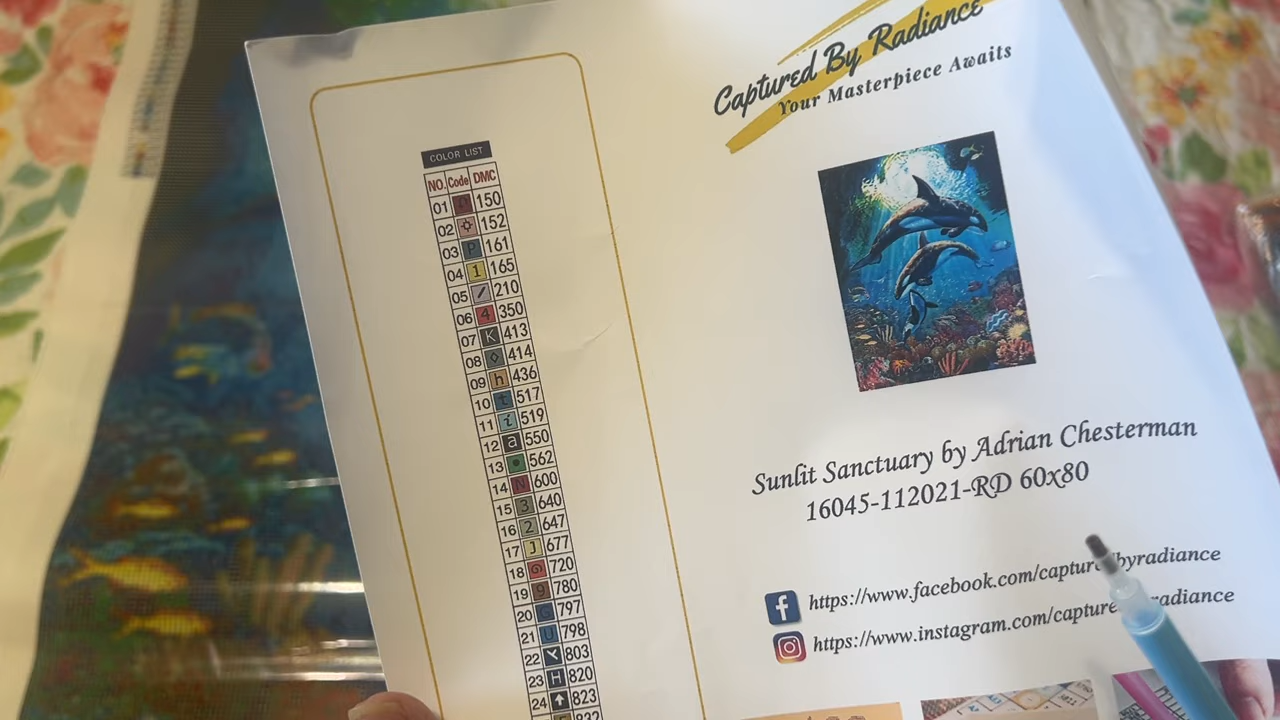 Captured By Radiance
Your Masterpiece Awaits
COLOR LIST
NO. Code DMC
01 150
02 152
03 P 161
04 1 165
05 / 210
06 4 350
07 K 413
08 ◇ 414
09 h 436
10 t 517
11 i 519
12 a 550
13 562
14 N 600
15 3 640
16 2 647
17 J 677
18 720
19 9 780
20 797
21 U 798
22 803
23 H 820
24 ↑ 823
Sunlit Sanctuary by Adrian Chesterman
16045-112021-RD 60x80
https://www.facebook.com/capture byradiance
https://www.instagram.com/capture radiance